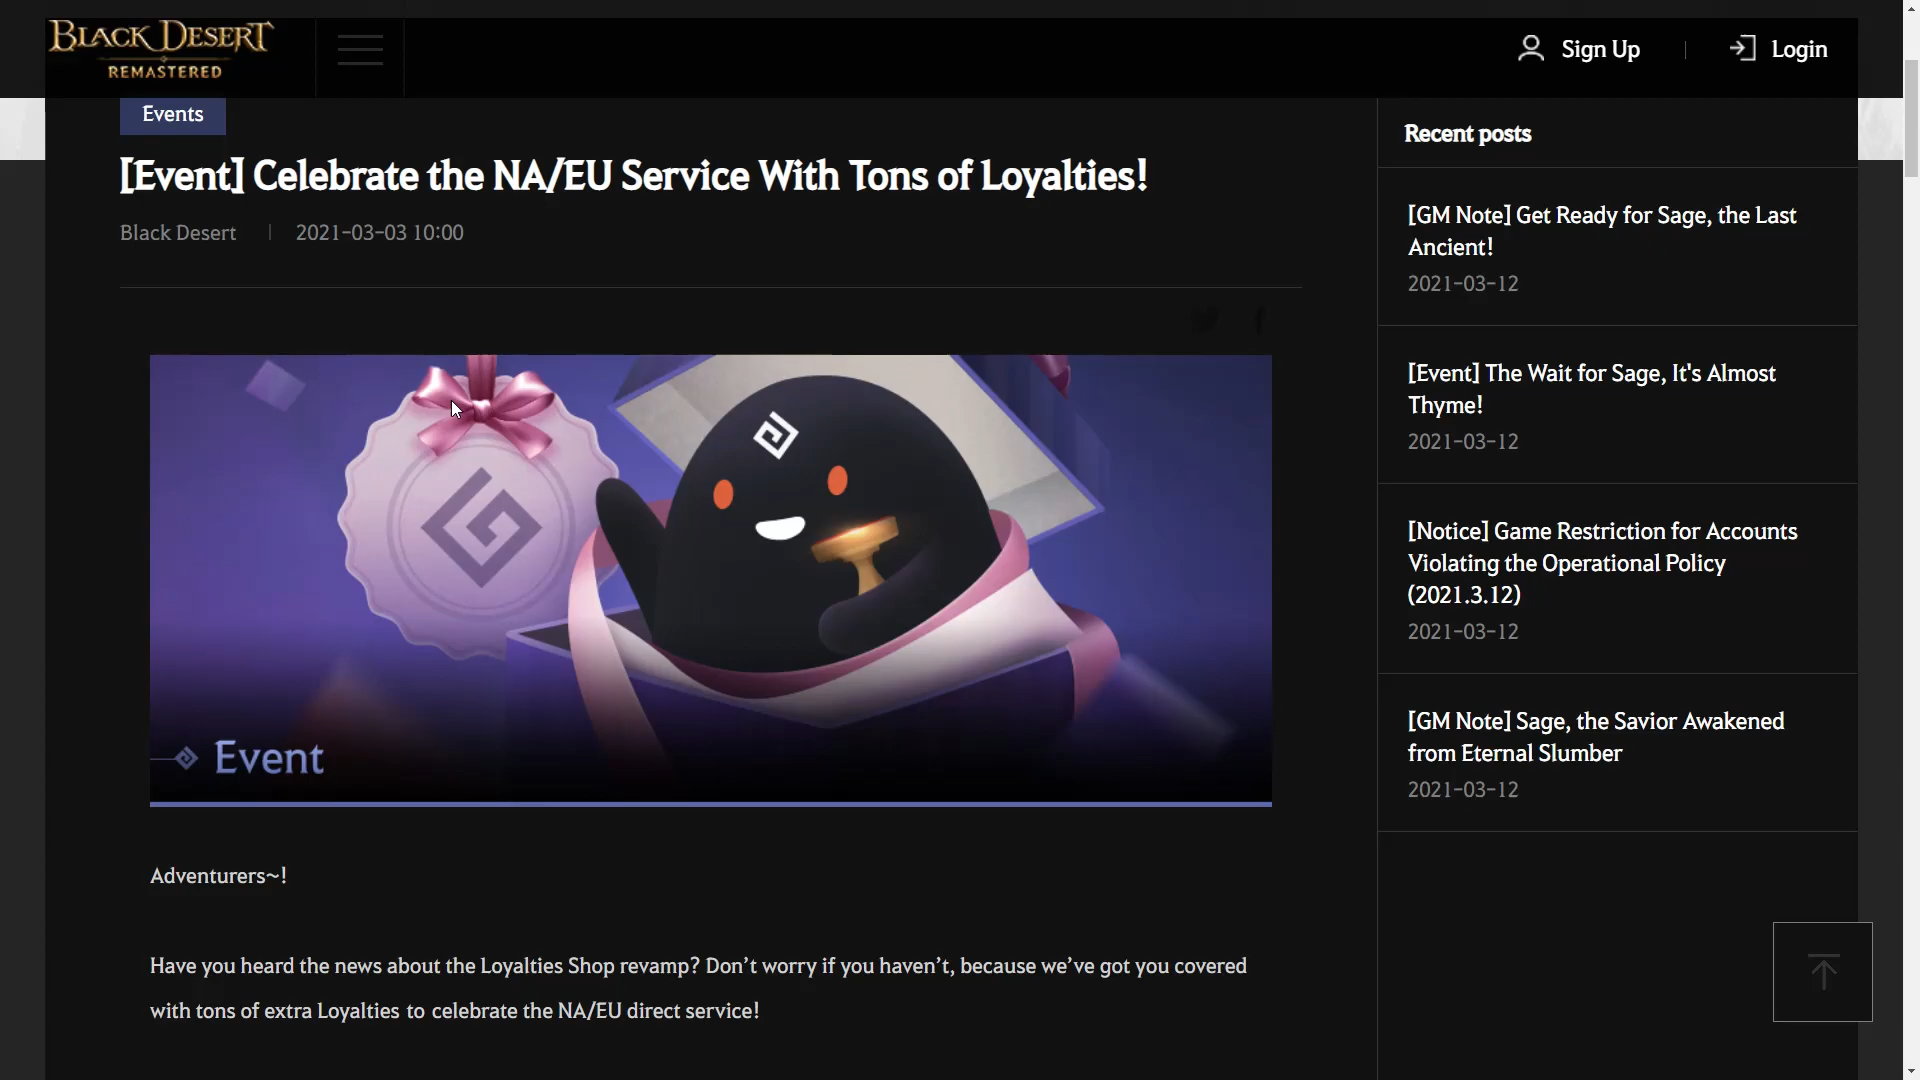 BLACK DESERT
REMASTERED
Sign Up
Login
Events
[Event] Celebrate the NA/EU Service With Tons of Loyalties!
Black Desert
2021-03-03 10:00
Event
Adventurers~!
Have you heard the news about the Loyalties Shop revamp? Don’t worry if you haven’t, because we’ve got you covered
with tons of extra Loyalties to celebrate the NA/EU direct service!
Recent posts
[GM Note] Get Ready for Sage, the Last
Ancient!
2021-03-12
[Event] The Wait for Sage, It's Almost
Thyme!
2021-03-12
[Notice] Game Restriction for Accounts
Violating the Operational Policy
(2021.3.12)
2021-03-12
[GM Note] Sage, the Savior Awakened
from Eternal Slumber
2021-03-12